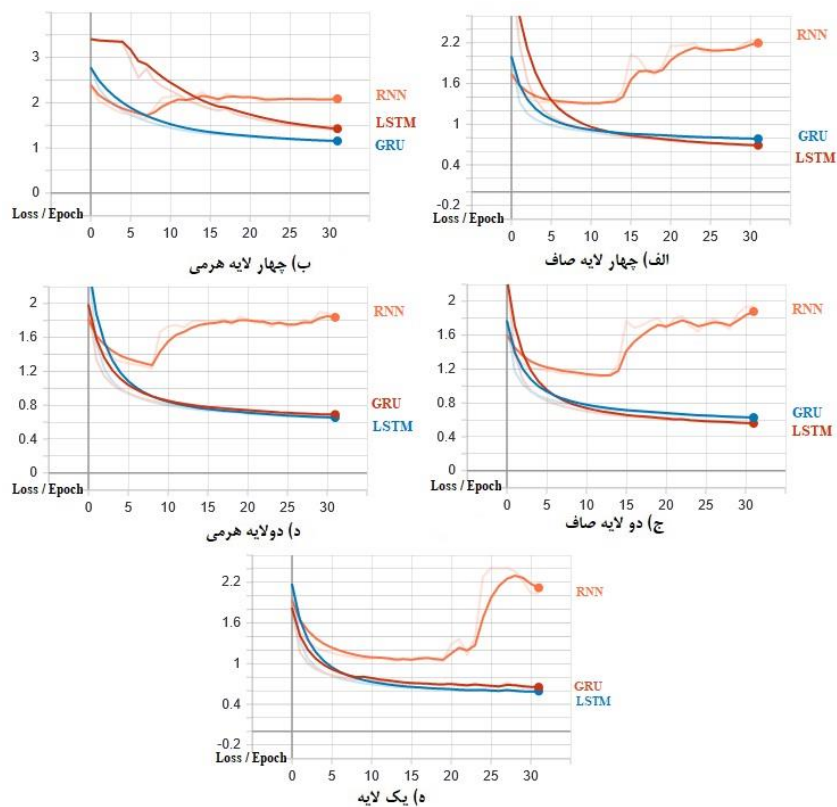 3
2
1
0
Loss / Epoch
0 5 10 15 20 25 30
RNN
LSTM
GRU
ب) چهار لایه هرمی
2.2
1.6
1
0.4
-0.2
Loss / Epoch
0 5 10 15 20 25 30
RNN
GRU
LSTM
الف) چهار لایه صاف
2
1.6
1.2
0.8
0.4
0
Loss / Epoch
0 5 10 15 20 25 30
RNN
GRU
LSTM
د) دولایه هرمی
2
1.6
1.2
0.8
0.4
0
Loss / Epoch
0 5 10 15 20 25 30
RNN
GRU
LSTM
ج) دو لایه صاف
2.2
1.6
1
0.4
-0.2
Loss / Epoch
0 5 10 15 20 25 30
RNN
GRU
LSTM
ه) یک لایه